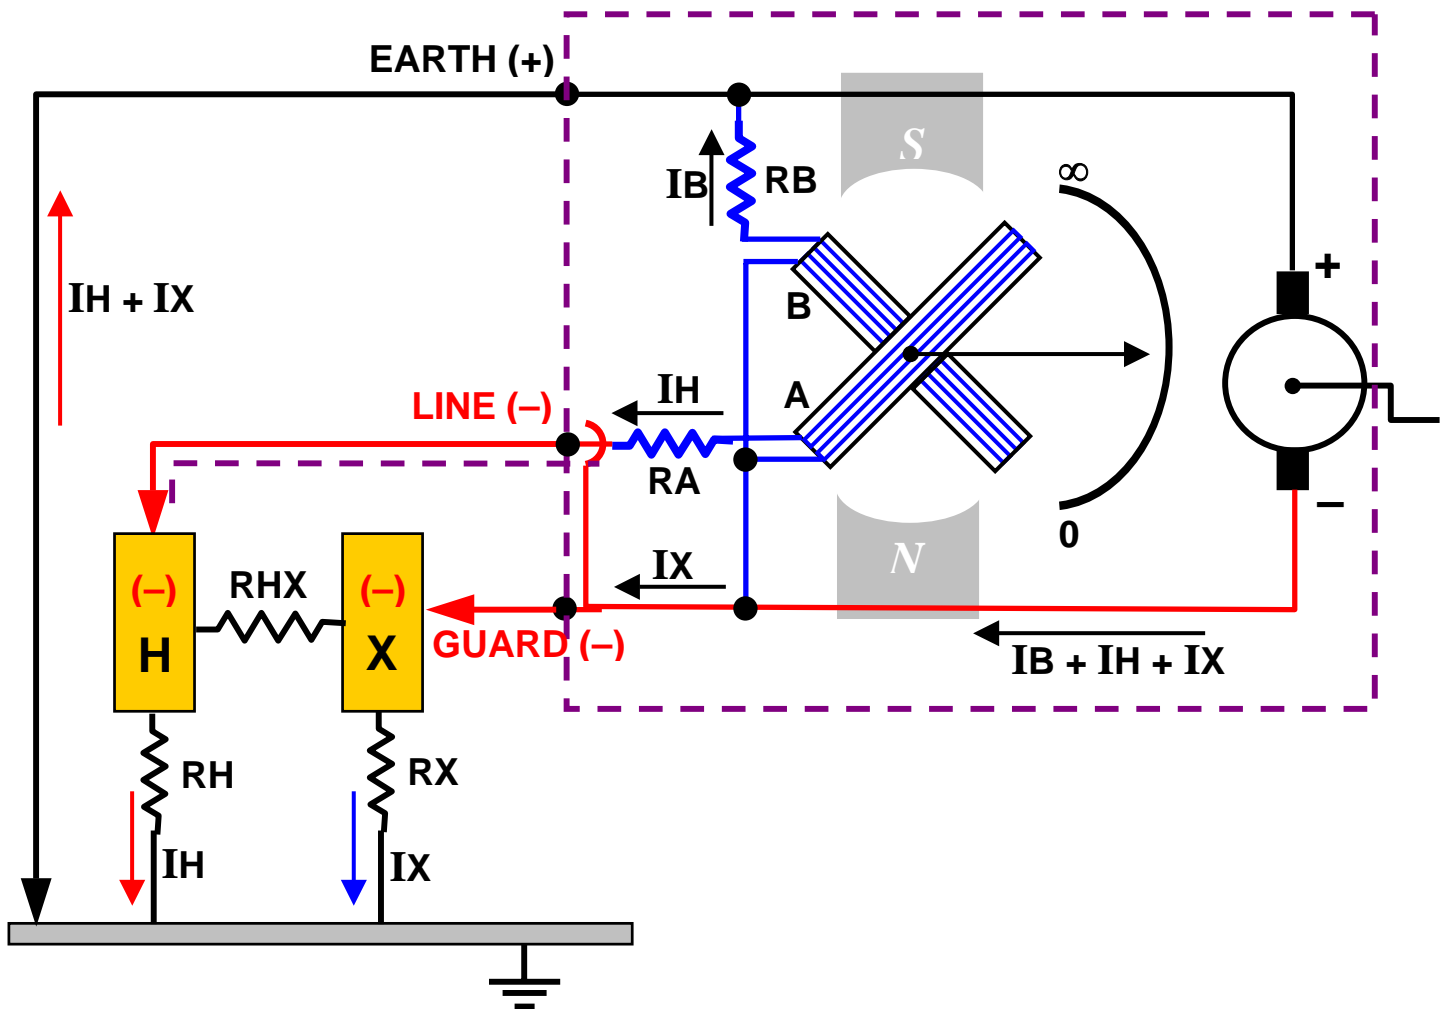 EARTH (+)
S
IB
RB
∞
+
IH + IX
B
A
IH
LINE (–)
RA
–
0
N
IX
(–)
RHX
(–)
H
X
GUARD (–)
IB + IH + IX
RH
RX
IH
IX